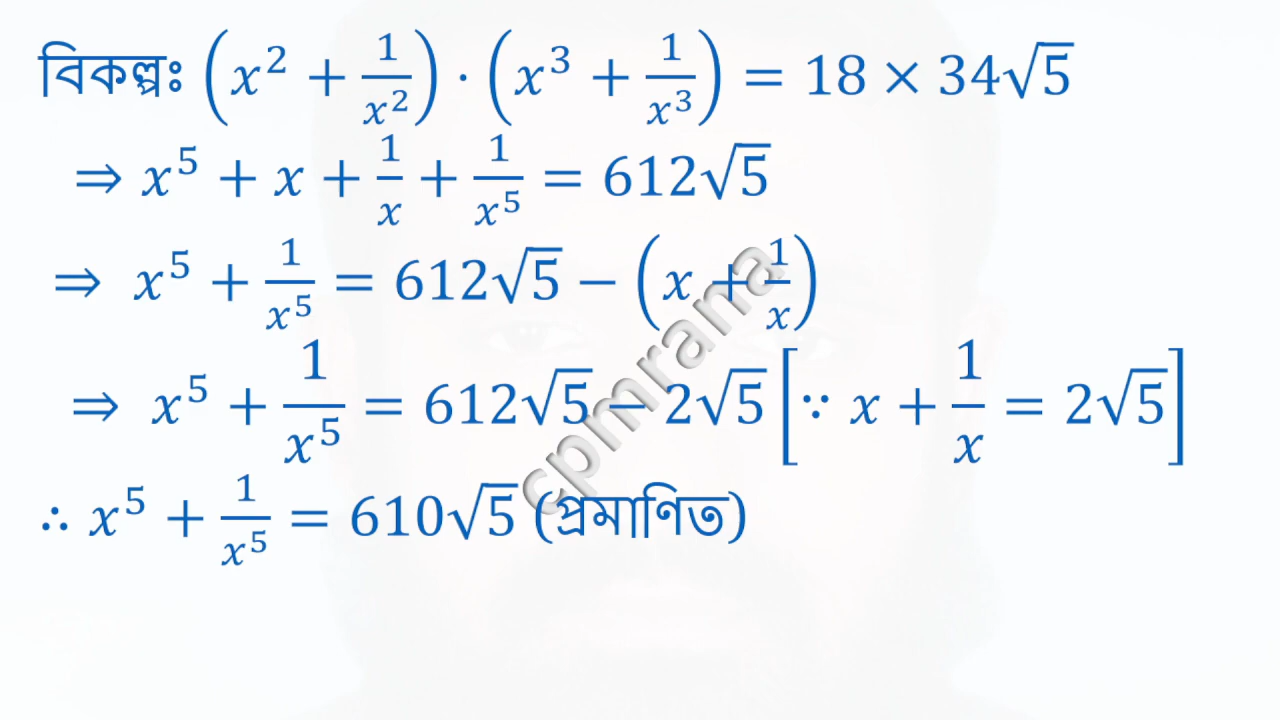 বিকল্পঃ (x² + 1/x²) · (x³ + 1/x³) = 18 × 34√5
⇒ x⁵ + x + 1/x + 1/x⁵ = 612√5
⇒ x⁵ + 1/x⁵ = 612√5 − (x + 1/x)
⇒ x⁵ + 1/x⁵ = 612√5 − 2√5 [∵ x + 1/x = 2√5]
∴ x⁵ + 1/x⁵ = 610√5 (প্রমাণিত)
cpmrana